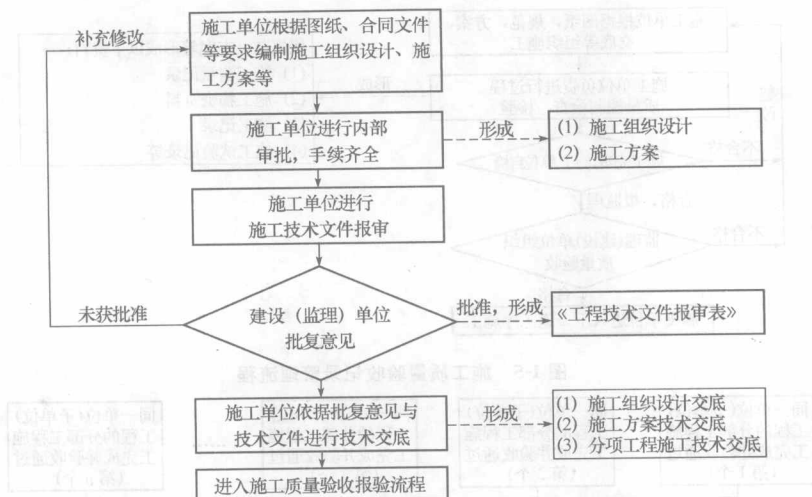 补充修改
施工单位根据图纸、合同文件
等要求编制施工组织设计、施
工方案等
施工单位进行内部
审批，手续齐全
形成
(1) 施工组织设计
(2) 施工方案
施工单位进行
施工技术文件报审
未获批准
建设（监理）单位
批复意见
批准，形成
《工程技术文件报审表》
施工单位依据批复意见与
技术文件进行技术交底
形成
(1) 施工组织设计交底
(2) 施工方案技术交底
(3) 分项工程施工技术交底
进入施工质量验收报验流程